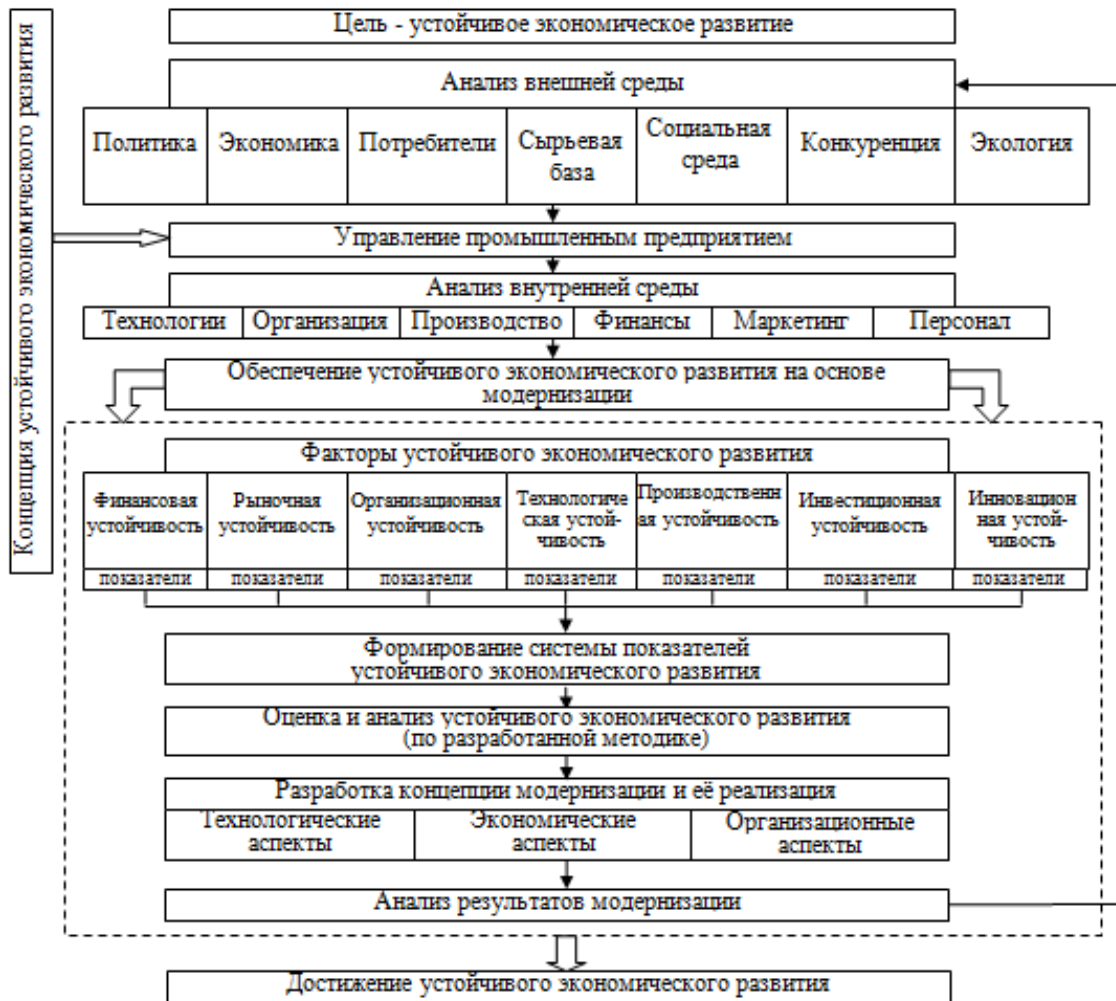 Концепция устойчивого экономического развития
Цель - устойчивое экономическое развитие
Анализ внешней среды
Политика
Экономика
Потребители
Сырьевая
база
Социальная
среда
Конкуренция
Экология
Управление промышленным предприятием
Анализ внутренней среды
Технологии
Организация
Производство
Финансы
Маркетинг
Персонал
Обеспечение устойчивого экономического развития на основе
модернизации
Факторы устойчивого экономического развития
Финансовая
устойчивость
Рыночная
устойчивость
Организационная
устойчивость
Технологиче
ская устой-
чивость
Производственн
ая устойчивость
Инвестиционная
устойчивость
Инновацион
ная устой-
чивость
показатели
показатели
показатели
показатели
показатели
показатели
показатели
Формирование системы показателей
устойчивого экономического развития
Оценка и анализ устойчивого экономического развития
(по разработанной методике)
Разработка концепции модернизации и её реализация
Технологические
аспекты
Экономические
аспекты
Организационные
аспекты
Анализ результатов модернизации
Достижение устойчивого экономического развития